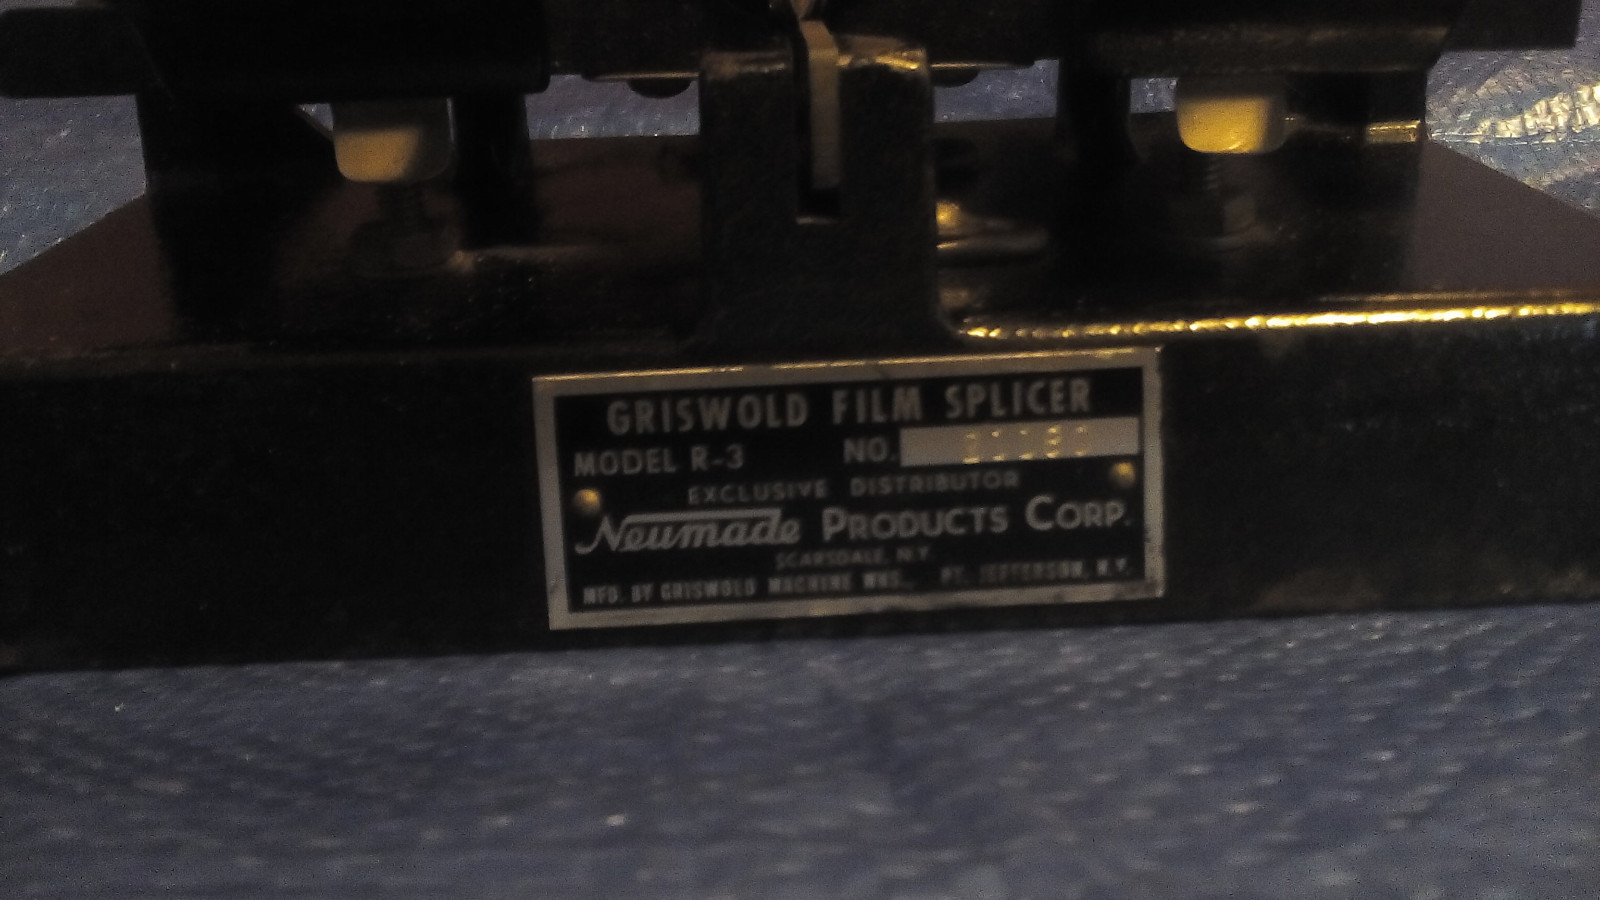 GRISWOLD FILM SPLICER
MODEL R-3 NO.
EXCLUSIVE DISTRIBUTOR
Neumade PRODUCTS CORP.
SCARSDALE, N.Y.
MFD. BY GRISWOLD MACHINE WKS., PT. JEFFERSON, N.Y.